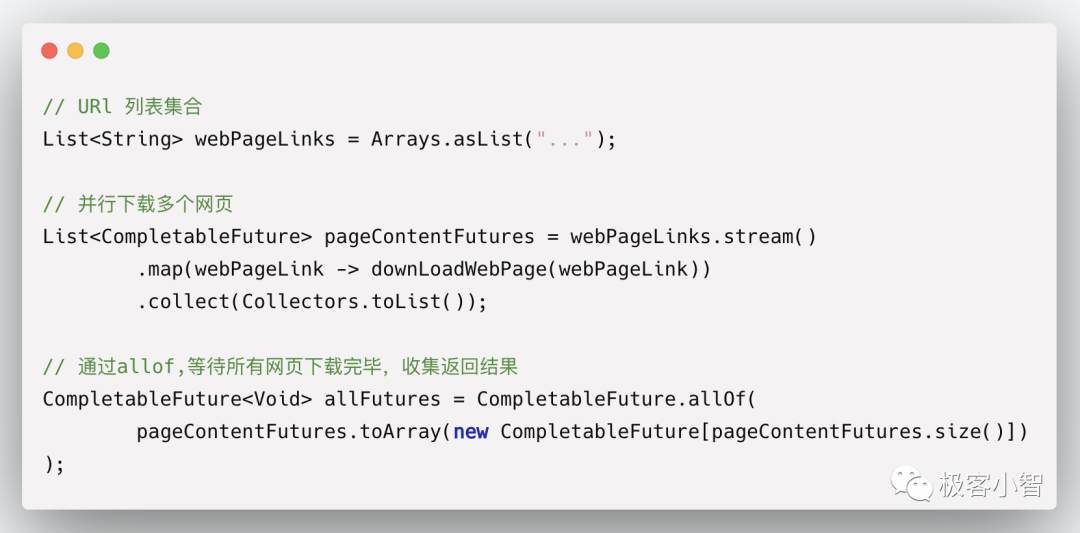 // URl 列表集合
List<String> webPageLinks = Arrays.asList("...");
// 并行下载多个网页
List<CompletableFuture> pageContentFutures = webPageLinks.stream()
.map(webPageLink -> downLoadWebPage(webPageLink))
.collect(Collectors.toList());
// 通过allof,等待所有网页下载完毕，收集返回结果
CompletableFuture<Void> allFutures = CompletableFuture.allOf(
pageContentFutures.toArray(new CompletableFuture[pageContentFutures.size()])
);
极客小智